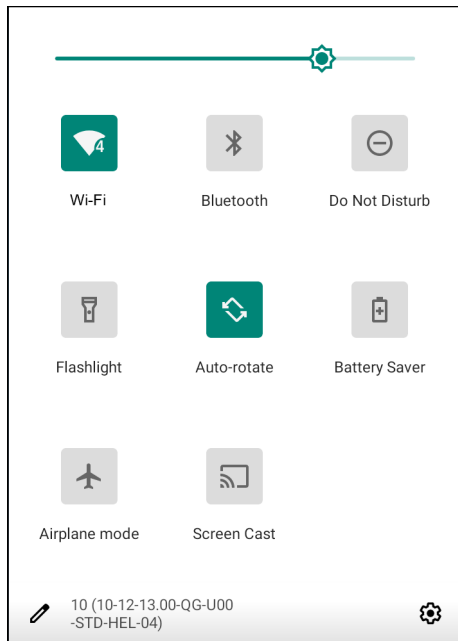 4
Wi-Fi Bluetooth Do Not Disturb
Flashlight Auto-rotate Battery Saver
Airplane mode Screen Cast
10 (10-12-13.00-QG-U00
-STD-HEL-04)